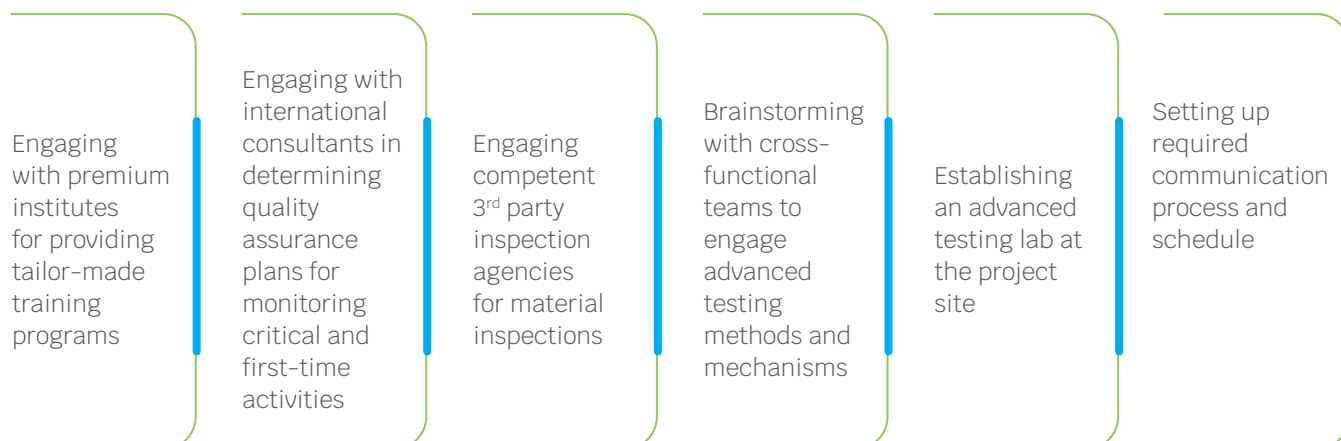 Engaging
with premium
institutes
for providing
tailor-made
training
programs
Engaging with
international
consultants in
determining
quality
assurance
plans for
monitoring
critical and
first-time
activities
Engaging
competent
3rd party
inspection
agencies
for material
inspections
Brainstorming
with cross-
functional
teams to
engage
advanced
testing
methods and
mechanisms
Establishing
an advanced
testing lab at
the project
site
Setting up
required
communication
process and
schedule